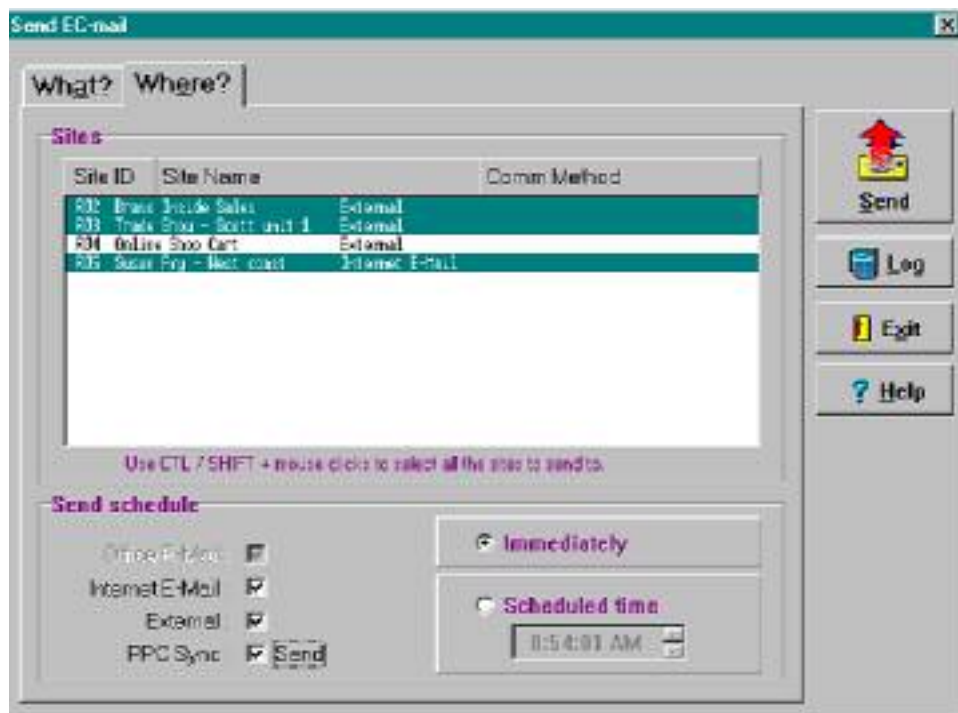 Send EC-mail
What? Where?
Sites
Site ID Site Name Comm Method
R02 Brass Inside Sales External
R03 Trade Show - Scott unit 1 External
R04 Online Shop Cart External
R05 Susan Fry - West coast Internet E-Mail
Use CTL / SHIFT + mouse clicks to select all the sites to send to.
Send schedule
Office E-Mail
Internet E-Mail
External
PPC Sync Send
Immediately
Scheduled time
8:54:01 AM
Send
Log
Exit
? Help